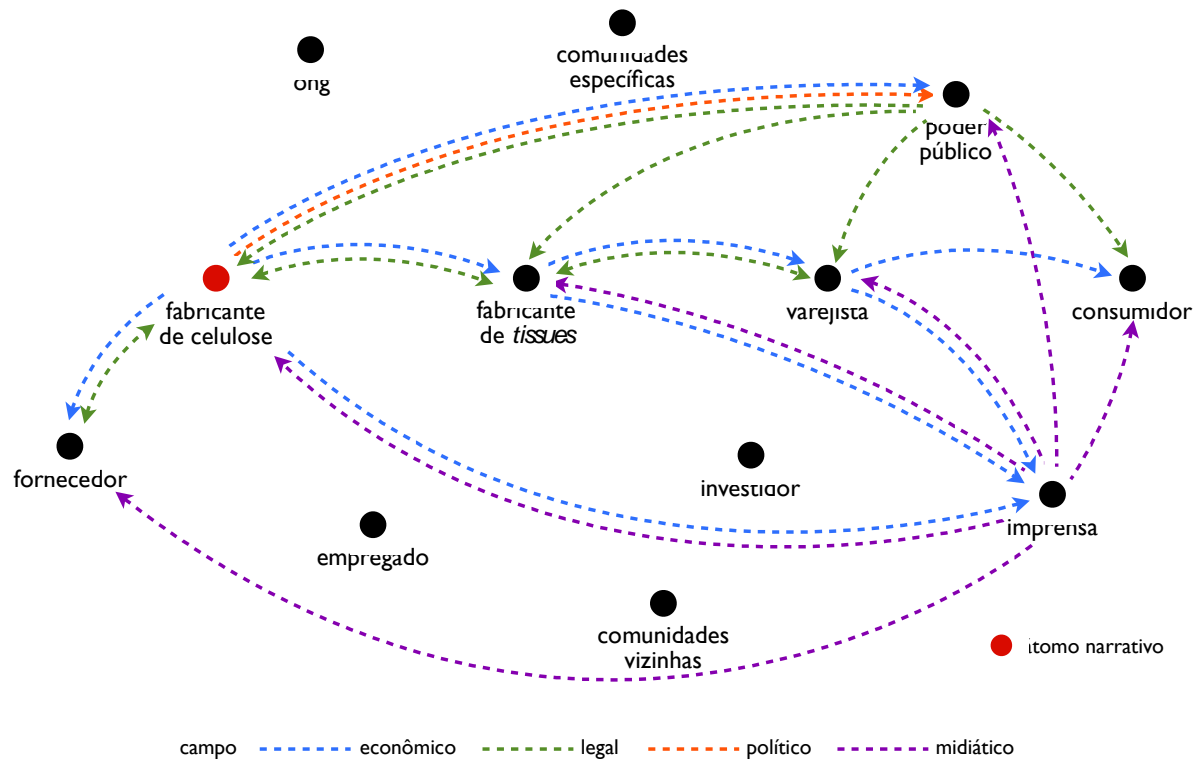 ong
comunidades
específicas
poder
público
fabricante
de celulose
fabricante
de tissues
varejista
consumidor
fornecedor
investidor
imprensa
empregado
comunidades
vizinhas
átomo narrativo
campo econômico legal político midiático